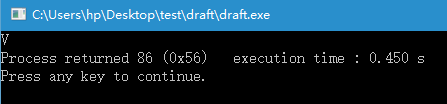 C:\Users\hp\Desktop\test\draft\draft.exe
V
Process returned 86 (0x56)   execution time : 0.450 s
Press any key to continue.